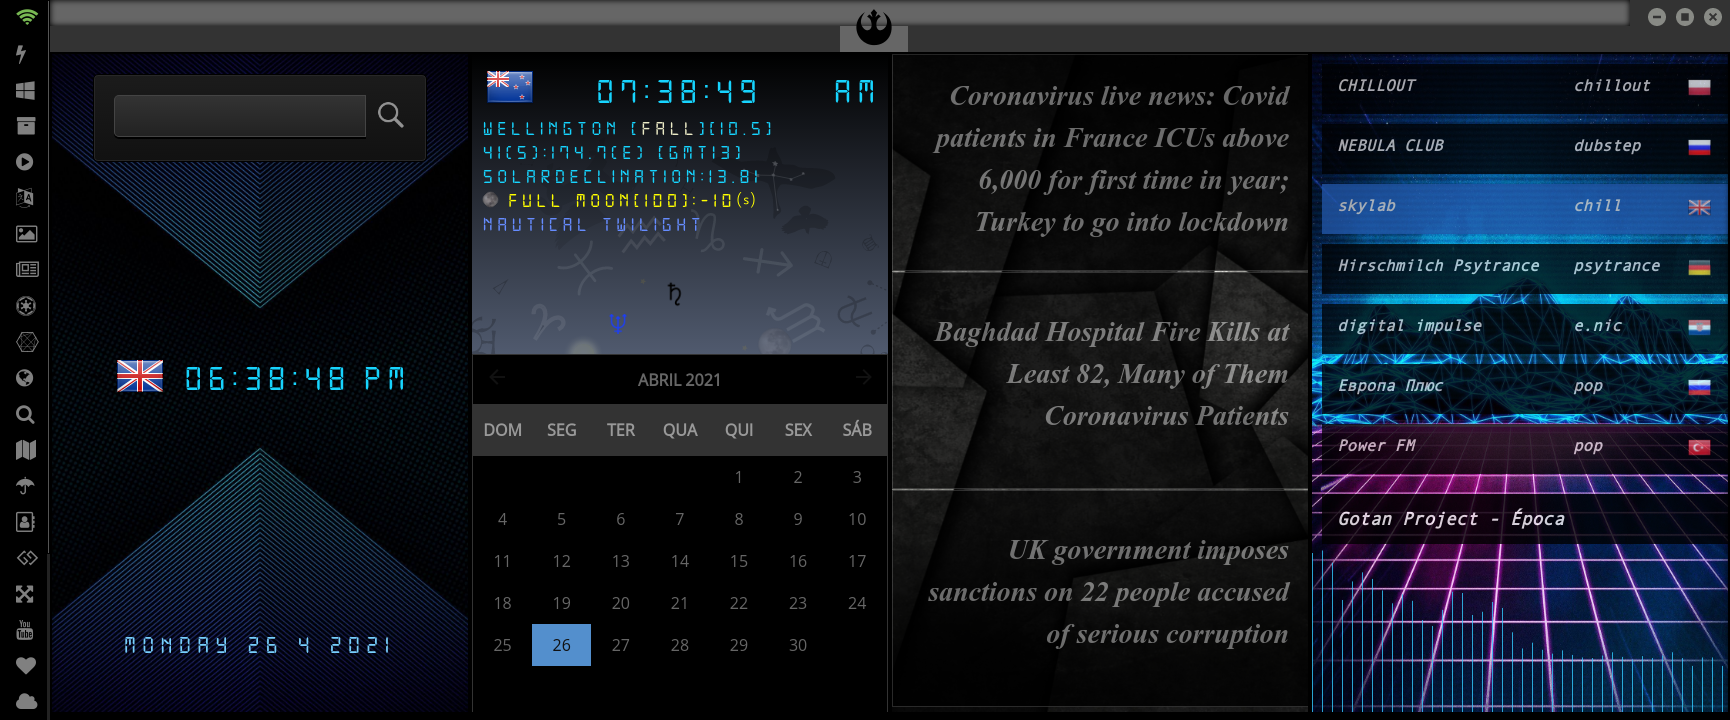 06:38:48 PM
MONDAY 26 4 2021
07:38:49 AM
WELLINGTON (FALL)(10.5)
41(S):174.7(E) (GMT13)
SOLARDECLINATION:13.81
FULL MOON(100):-10(s)
NAUTICAL TWILIGHT
ABRIL 2021
DOM SEG TER QUA QUI SEX SÁB
1 2 3
4 5 6 7 8 9 10
11 12 13 14 15 16 17
18 19 20 21 22 23 24
25 26 27 28 29 30
Coronavirus live news: Covid
patients in France ICUs above
6,000 for first time in year;
Turkey to go into lockdown
Baghdad Hospital Fire Kills at
Least 82, Many of Them
Coronavirus Patients
UK government imposes
sanctions on 22 people accused
of serious corruption
CHILLOUT chillout
NEBULA CLUB dubstep
skylab chill
Hirschmilch Psytrance psytrance
digital impulse e.nic
Европа Плюс pop
Power FM pop
Gotan Project - Época
You
Tube